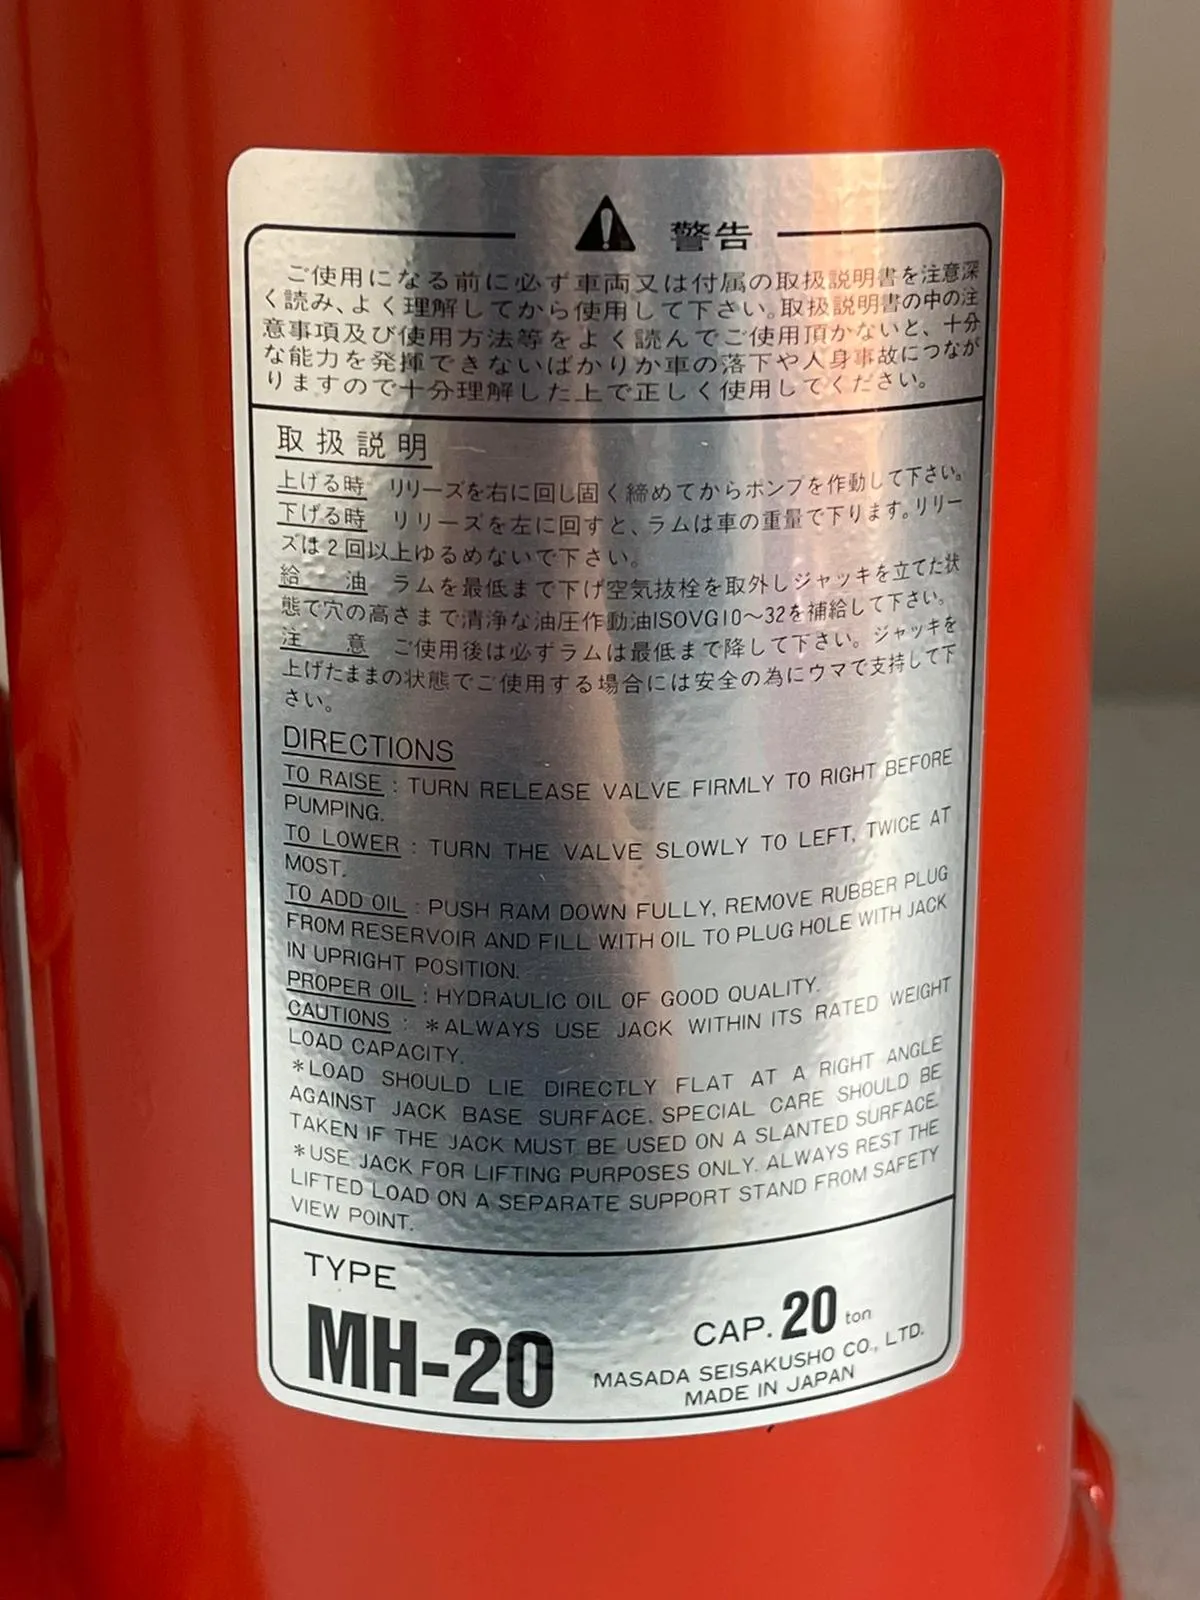 警告
ご使用になる前に必ず車両又は付属の取扱説明書を注意深
く読み、よく理解してから使用して下さい。取扱説明書の中の注
意事項及び使用方法等をよく読んでご使用頂かないと、十分
な能力を発揮できないばかりか車の落下や人身事故につなが
りますので十分理解した上で正しく使用してください。
取扱説明
上げる時 リリーズを右に回し固く締めてからポンプを作動して下さい。
下げる時 リリーズを左に回すと、ラムは車の重量で下ります。リリー
ズは2回以上ゆるめないで下さい。
給 油 ラムを最低まで下げ空気抜栓を取外しジャッキを立てた状
態で穴の高さまで清浄な油圧作動油ISOVG10〜32を補給して下さい。
注 意 ご使用後は必ずラムは最低まで降して下さい。ジャッキを
上げたままの状態でご使用する場合には安全の為にウマで支持して下
さい。
DIRECTIONS
TO RAISE : TURN RELEASE VALVE FIRMLY TO RIGHT BEFORE
PUMPING.
TO LOWER : TURN THE VALVE SLOWLY TO LEFT, TWICE AT
MOST.
TO ADD OIL : PUSH RAM DOWN FULLY, REMOVE RUBBER PLUG
FROM RESERVOIR AND FILL WITH OIL TO PLUG HOLE WITH JACK
IN UPRIGHT POSITION.
PROPER OIL : HYDRAULIC OIL OF GOOD QUALITY.
CAUTIONS : *ALWAYS USE JACK WITHIN ITS RATED WEIGHT
LOAD CAPACITY.
*LOAD SHOULD LIE DIRECTLY FLAT AT A RIGHT ANGLE
AGAINST JACK BASE SURFACE. SPECIAL CARE SHOULD BE
TAKEN IF THE JACK MUST BE USED ON A SLANTED SURFACE.
*USE JACK FOR LIFTING PURPOSES ONLY. ALWAYS REST THE
LIFTED LOAD ON A SEPARATE SUPPORT STAND FROM SAFETY
VIEW POINT.
TYPE
MH-20
CAP. 20 ton
MASADA SEISAKUSHO CO., LTD.
MADE IN JAPAN